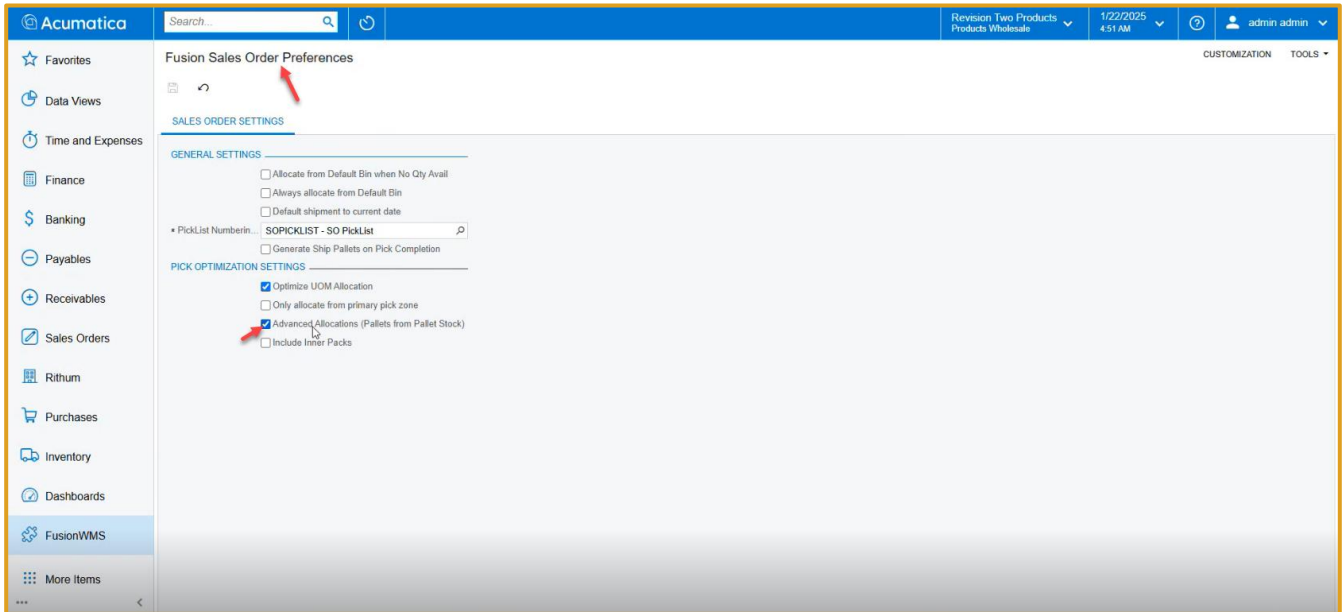 Acumatica
Search...
Revision Two Products
Products Wholesale
1/22/2025
4:51 AM
admin admin
Favorites
Data Views
Time and Expenses
Finance
Banking
Payables
Receivables
Sales Orders
Rithum
Purchases
Inventory
Dashboards
FusionWMS
More Items
Fusion Sales Order Preferences
CUSTOMIZATION TOOLS
SALES ORDER SETTINGS
GENERAL SETTINGS
Allocate from Default Bin when No Qty Avail
Always allocate from Default Bin
Default shipment to current date
PickList Numberin... SOPICKLIST - SO PickList
Generate Ship Pallets on Pick Completion
PICK OPTIMIZATION SETTINGS
Optimize UOM Allocation
Only allocate from primary pick zone
Advanced Allocations (Pallets from Pallet Stock)
Include Inner Packs